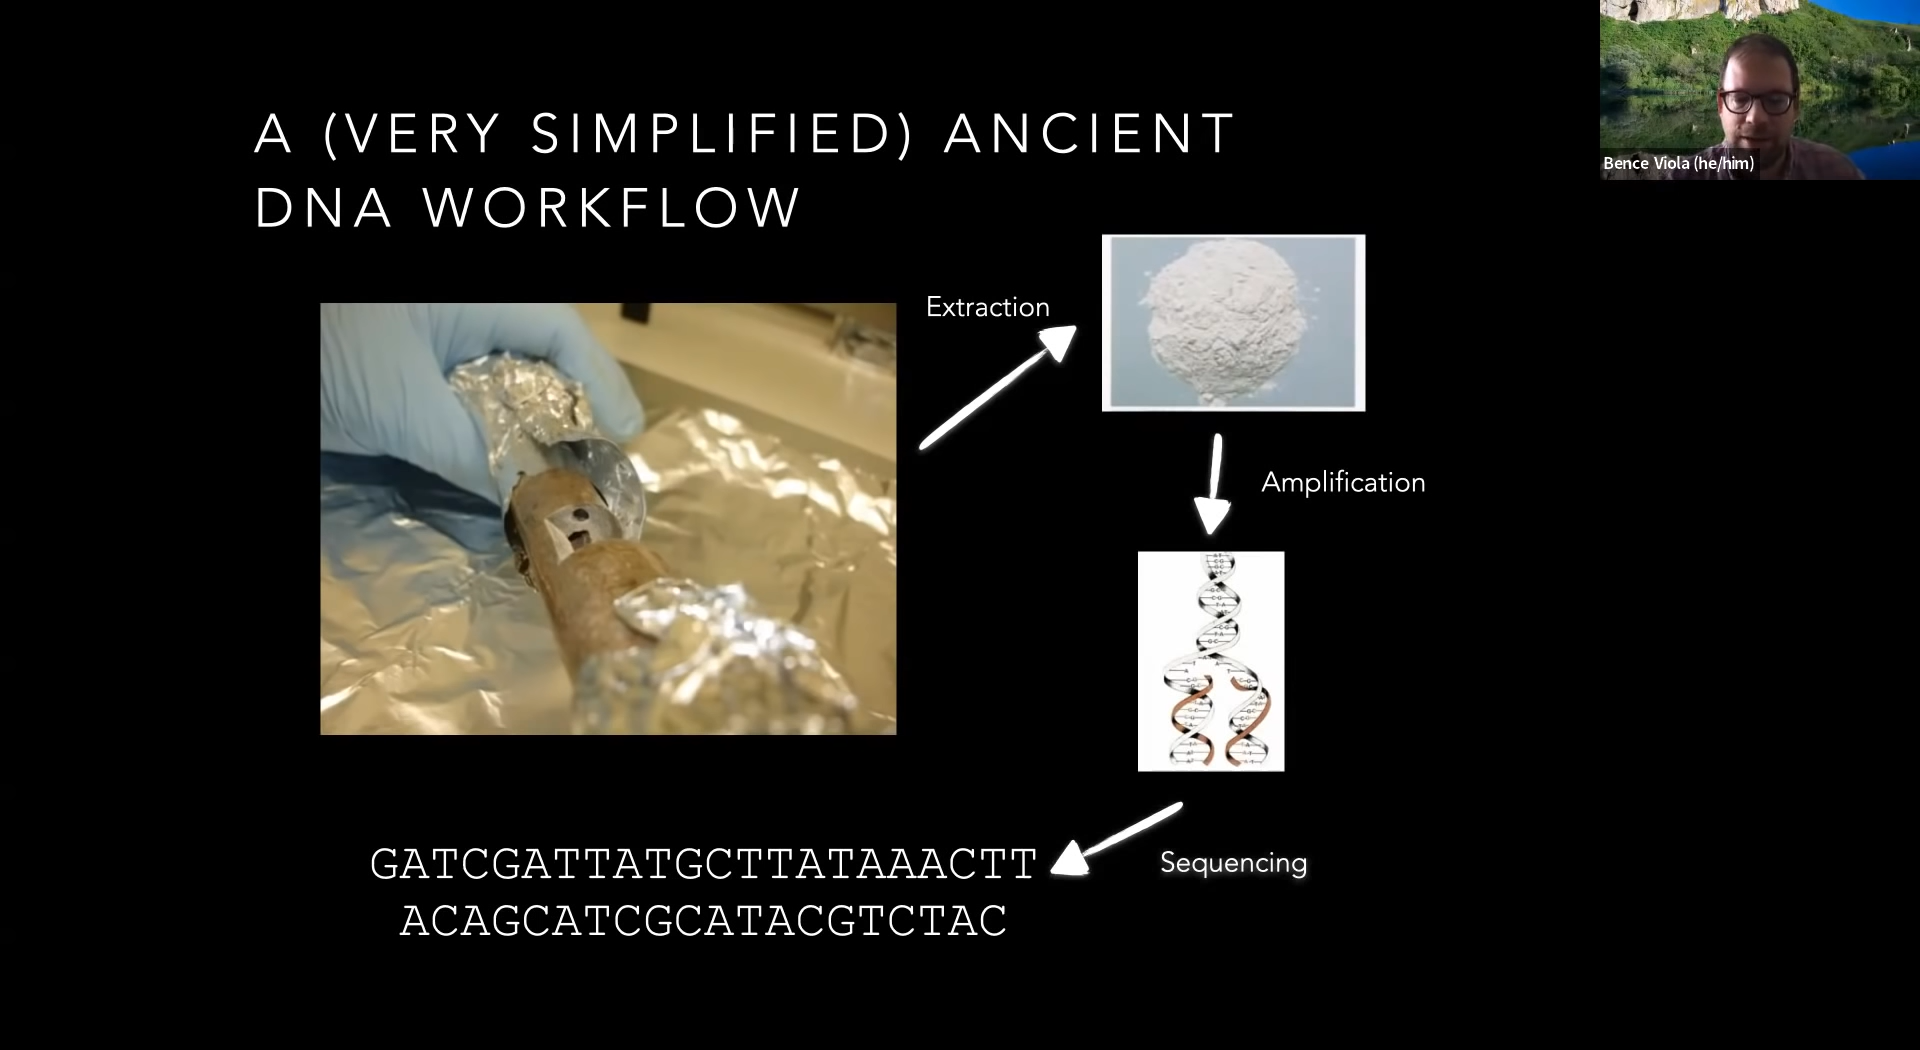 A (VERY SIMPLIFIED) ANCIENT
DNA WORKFLOW
Bence Viola (he/him)
Extraction
Amplification
Sequencing
GATCGATTATGCTTATAAACTT
ACAGCATCGCATACGTCTAC